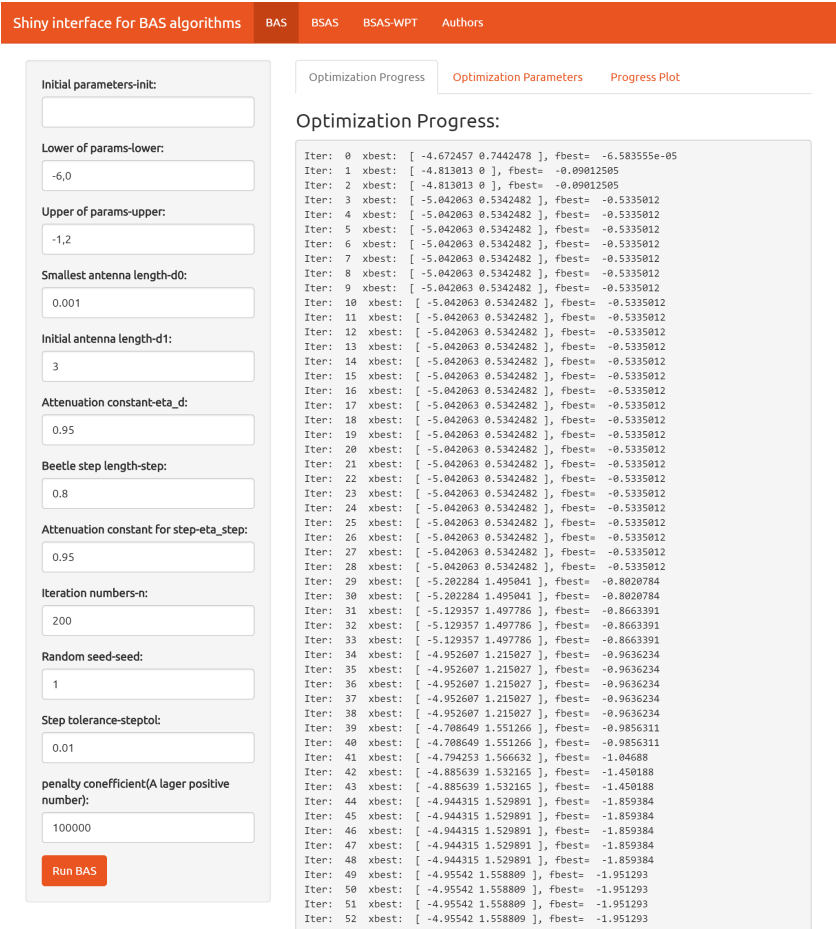 Shiny interface for BAS algorithms BAS BSAS BSAS-WPT Authors
Initial parameters-init:
Lower of params-lower:
-6,0
Upper of params-upper:
-1,2
Smallest antenna length-d0:
0.001
Initial antenna length-d1:
3
Attenuation constant-eta_d:
0.95
Beetle step length-step:
0.8
Attenuation constant for step-eta_step:
0.95
Iteration numbers-n:
200
Random seed-seed:
1
Step tolerance-steptol:
0.01
penalty conefficient(A lager positive
number):
100000
Run BAS
Optimization Progress Optimization Parameters Progress Plot
Optimization Progress:
Iter: 0 xbest: [ -4.672457 0.7442478 ], fbest= -6.583555e-05
Iter: 1 xbest: [ -4.813013 0 ], fbest= -0.09012505
Iter: 2 xbest: [ -4.813013 0 ], fbest= -0.09012505
Iter: 3 xbest: [ -5.042063 0.5342482 ], fbest= -0.5335012
Iter: 4 xbest: [ -5.042063 0.5342482 ], fbest= -0.5335012
Iter: 5 xbest: [ -5.042063 0.5342482 ], fbest= -0.5335012
Iter: 6 xbest: [ -5.042063 0.5342482 ], fbest= -0.5335012
Iter: 7 xbest: [ -5.042063 0.5342482 ], fbest= -0.5335012
Iter: 8 xbest: [ -5.042063 0.5342482 ], fbest= -0.5335012
Iter: 9 xbest: [ -5.042063 0.5342482 ], fbest= -0.5335012
Iter: 10 xbest: [ -5.042063 0.5342482 ], fbest= -0.5335012
Iter: 11 xbest: [ -5.042063 0.5342482 ], fbest= -0.5335012
Iter: 12 xbest: [ -5.042063 0.5342482 ], fbest= -0.5335012
Iter: 13 xbest: [ -5.042063 0.5342482 ], fbest= -0.5335012
Iter: 14 xbest: [ -5.042063 0.5342482 ], fbest= -0.5335012
Iter: 15 xbest: [ -5.042063 0.5342482 ], fbest= -0.5335012
Iter: 16 xbest: [ -5.042063 0.5342482 ], fbest= -0.5335012
Iter: 17 xbest: [ -5.042063 0.5342482 ], fbest= -0.5335012
Iter: 18 xbest: [ -5.042063 0.5342482 ], fbest= -0.5335012
Iter: 19 xbest: [ -5.042063 0.5342482 ], fbest= -0.5335012
Iter: 20 xbest: [ -5.042063 0.5342482 ], fbest= -0.5335012
Iter: 21 xbest: [ -5.042063 0.5342482 ], fbest= -0.5335012
Iter: 22 xbest: [ -5.042063 0.5342482 ], fbest= -0.5335012
Iter: 23 xbest: [ -5.042063 0.5342482 ], fbest= -0.5335012
Iter: 24 xbest: [ -5.042063 0.5342482 ], fbest= -0.5335012
Iter: 25 xbest: [ -5.042063 0.5342482 ], fbest= -0.5335012
Iter: 26 xbest: [ -5.042063 0.5342482 ], fbest= -0.5335012
Iter: 27 xbest: [ -5.042063 0.5342482 ], fbest= -0.5335012
Iter: 28 xbest: [ -5.042063 0.5342482 ], fbest= -0.5335012
Iter: 29 xbest: [ -5.202284 1.495041 ], fbest= -0.8020784
Iter: 30 xbest: [ -5.202284 1.495041 ], fbest= -0.8020784
Iter: 31 xbest: [ -5.129357 1.497786 ], fbest= -0.8663391
Iter: 32 xbest: [ -5.129357 1.497786 ], fbest= -0.8663391
Iter: 33 xbest: [ -5.129357 1.497786 ], fbest= -0.8663391
Iter: 34 xbest: [ -4.952607 1.215027 ], fbest= -0.9636234
Iter: 35 xbest: [ -4.952607 1.215027 ], fbest= -0.9636234
Iter: 36 xbest: [ -4.952607 1.215027 ], fbest= -0.9636234
Iter: 37 xbest: [ -4.952607 1.215027 ], fbest= -0.9636234
Iter: 38 xbest: [ -4.952607 1.215027 ], fbest= -0.9636234
Iter: 39 xbest: [ -4.708649 1.551266 ], fbest= -0.9856311
Iter: 40 xbest: [ -4.708649 1.551266 ], fbest= -0.9856311
Iter: 41 xbest: [ -4.794253 1.566632 ], fbest= -1.04688
Iter: 42 xbest: [ -4.885639 1.532165 ], fbest= -1.450188
Iter: 43 xbest: [ -4.885639 1.532165 ], fbest= -1.450188
Iter: 44 xbest: [ -4.944315 1.529891 ], fbest= -1.859384
Iter: 45 xbest: [ -4.944315 1.529891 ], fbest= -1.859384
Iter: 46 xbest: [ -4.944315 1.529891 ], fbest= -1.859384
Iter: 47 xbest: [ -4.944315 1.529891 ], fbest= -1.859384
Iter: 48 xbest: [ -4.944315 1.529891 ], fbest= -1.859384
Iter: 49 xbest: [ -4.95542 1.558809 ], fbest= -1.951293
Iter: 50 xbest: [ -4.95542 1.558809 ], fbest= -1.951293
Iter: 51 xbest: [ -4.95542 1.558809 ], fbest= -1.951293
Iter: 52 xbest: [ -4.95542 1.558809 ], fbest= -1.951293